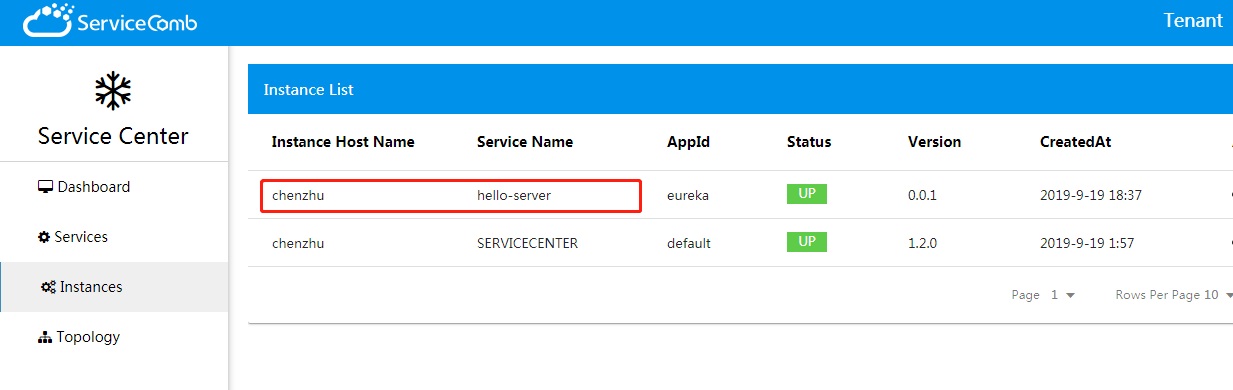 ServiceComb
Tenant
Service Center
Dashboard
Services
Instances
Topology
Instance List
Instance Host Name Service Name AppId Status Version CreatedAt
chenzhu hello-server eureka UP 0.0.1 2019-9-19 18:37
chenzhu SERVICECENTER default UP 1.2.0 2019-9-19 1:57
Page 1 Rows Per Page 10